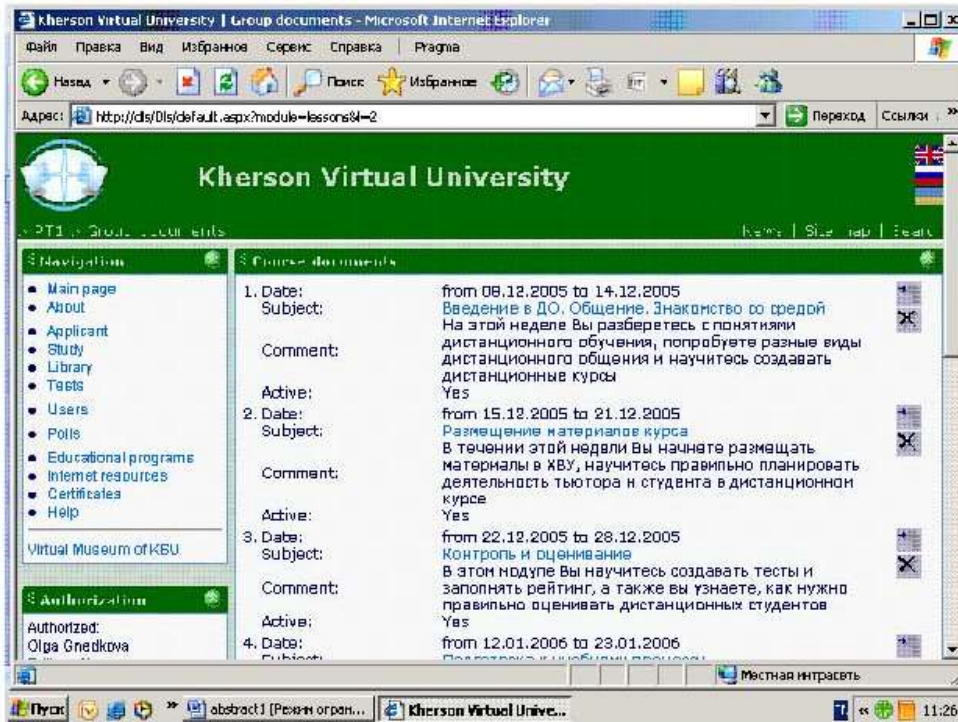 Kherson Virtual University | Group documents - Microsoft Internet Explorer
Файл Правка Вид Избранное Сервис Справка Pragma
Назад Поиск Избранное
Адрес: http://dls/Dls/default.aspx?module=lessons&l=2 Переход Ссылки »
Kherson Virtual University
> PT1 > Group documents
| Site map |
Navigation
Main page
About
Applicant
Study
Library
Tests
Users
Polls
Educational programs
Internet resources
Certificates
Help
Virtual Museum of KSU
Authorization
Authorized:
Olga Gnedkova
Course documents
1. Date: from 08.12.2005 to 14.12.2005
Subject: Введение в ДО. Общение. Знакомство со средой
На этой неделе Вы разберетесь с понятиями
Comment: дистанционного обучения, попробуете разные виды
дистанционного общения и научитесь создавать
дистанционные курсы
Active: Yes
2. Date: from 15.12.2005 to 21.12.2005
Subject: Размещение материалов курса
В течении этой недели Вы начнете размещать
Comment: материалы в ХВУ, научитесь правильно планировать
деятельность тьютора и студента в дистанционном
курсе
Active: Yes
3. Date: from 22.12.2005 to 28.12.2005
Subject: Контроль и оценивание
В этом модуле Вы научитесь создавать тесты и
Comment: заполнять рейтинг, а также вы узнаете, как нужно
правильно оценивать дистанционных студентов
Active: Yes
4. Date: from 12.01.2006 to 23.01.2006
Местная интрасеть
Пуск » abstract1 [Режим огран... Kherson Virtual Unive... « 11:26